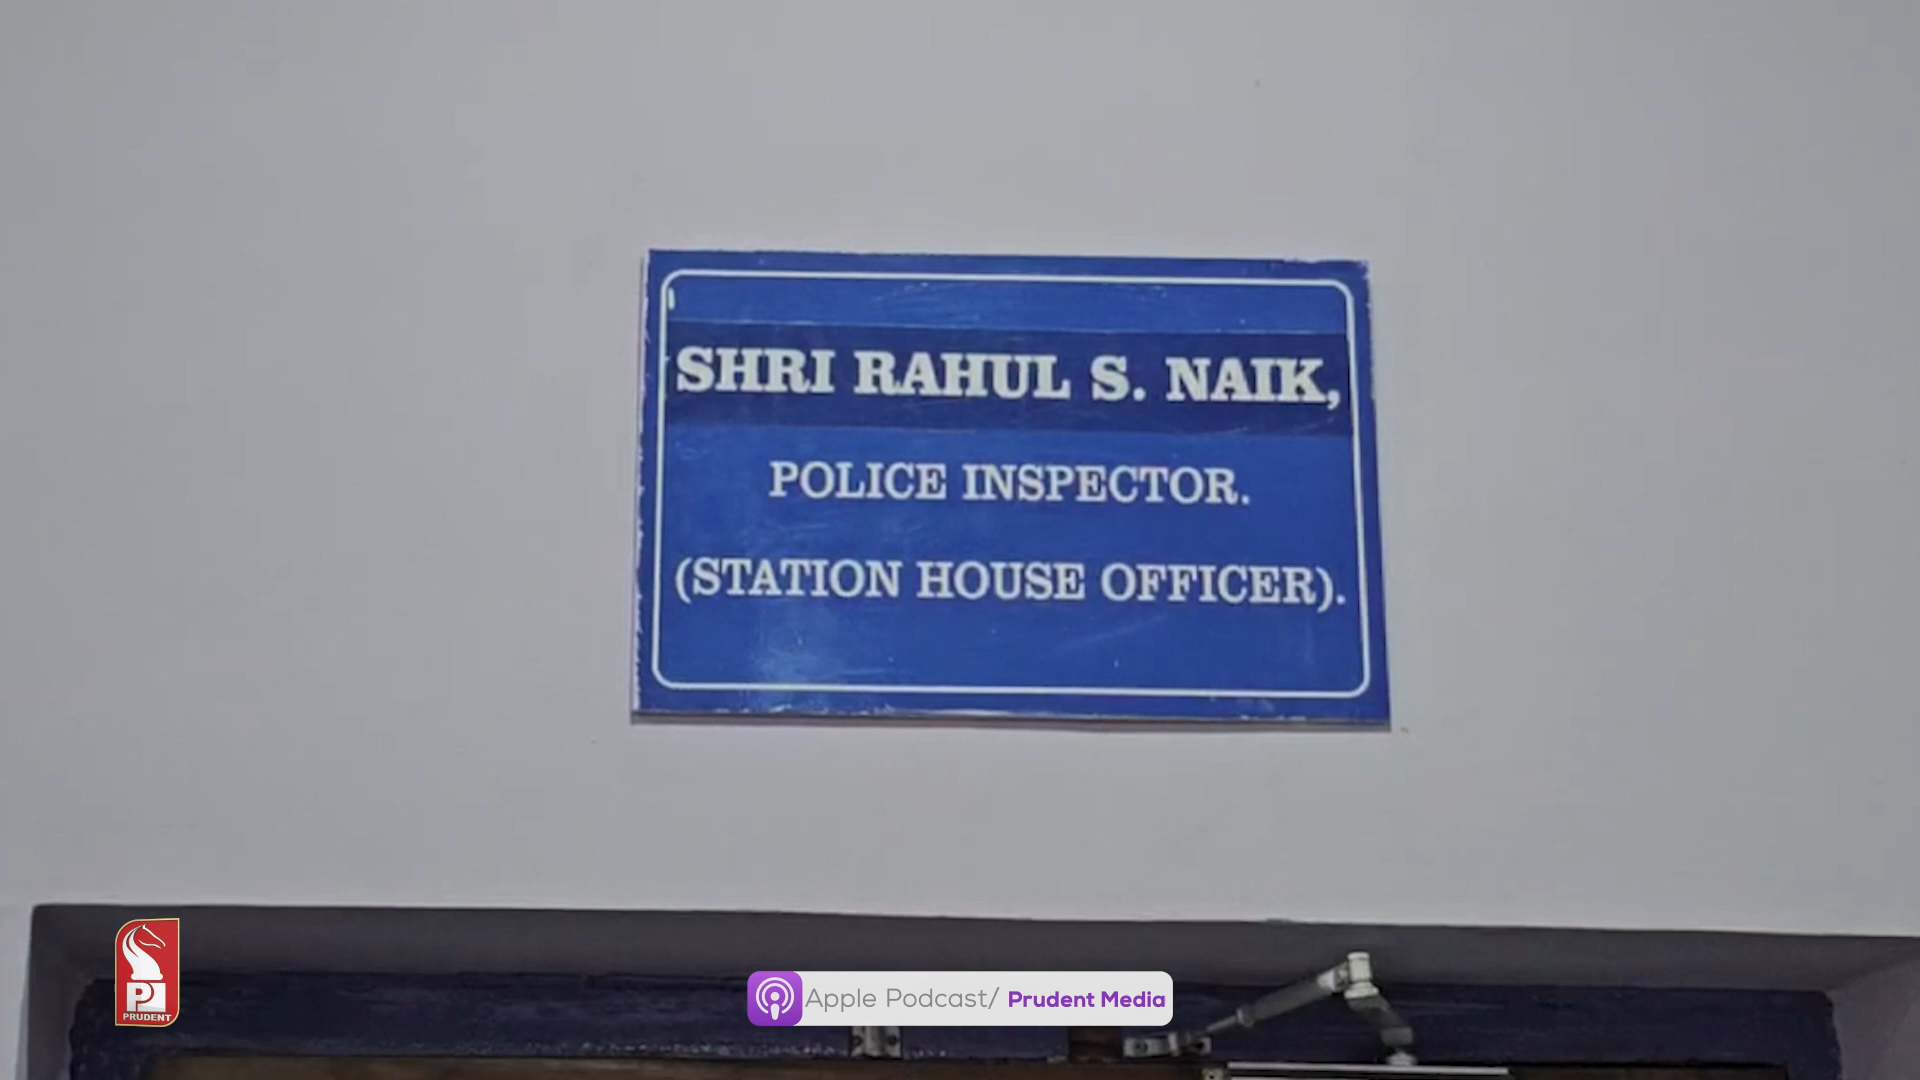 SHRI RAHUL S. NAIK,
POLICE INSPECTOR.
(STATION HOUSE OFFICER).
PRUDENT
Apple Podcast/ Prudent Media